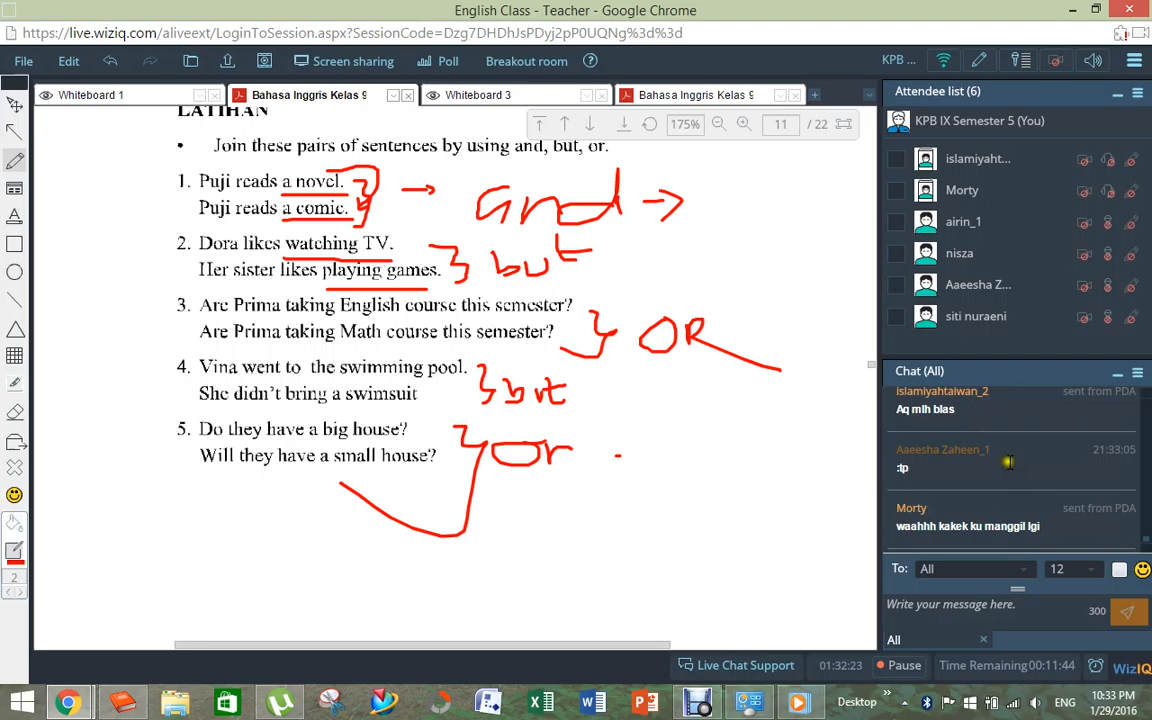 English Class - Teacher - Google Chrome
https://live.wiziq.com/aliveext/LoginToSession.aspx?SessionCode=Dzg7DHDhJsPDyj2pP0UQNg%3d%3d
File Edit Screen sharing Poll Breakout room KPB ...
Whiteboard 1 Bahasa Inggris Kelas 9 Whiteboard 3 Bahasa Inggris Kelas 9
175% 11 / 22
LATIHAN
• Join these pairs of sentences by using and, but, or.
1. Puji reads a novel.
Puji reads a comic.
and
2. Dora likes watching TV.
Her sister likes playing games.
but
3. Are Prima taking English course this semester?
Are Prima taking Math course this semester?
OR
4. Vina went to the swimming pool.
She didn't bring a swimsuit
but
5. Do they have a big house?
Will they have a small house?
Or
2
Attendee list (6)
KPB IX Semester 5 (You)
islamiyaht...
Morty
airin_1
nisza
Aaeesha Z...
siti nuraeni
Chat (All)
islamiyahtaiwan_2 sent from PDA
Aq mlh blas
Aaeesha Zaheen_1 21:33:05
:tp
Morty sent from PDA
waahhh kakek ku manggil lgi
To: All 12
Write your message here. 300
All
Live Chat Support 01:32:23 Pause Time Remaining 00:11:44 WizIQ
Desktop ENG
10:33 PM
1/29/2016